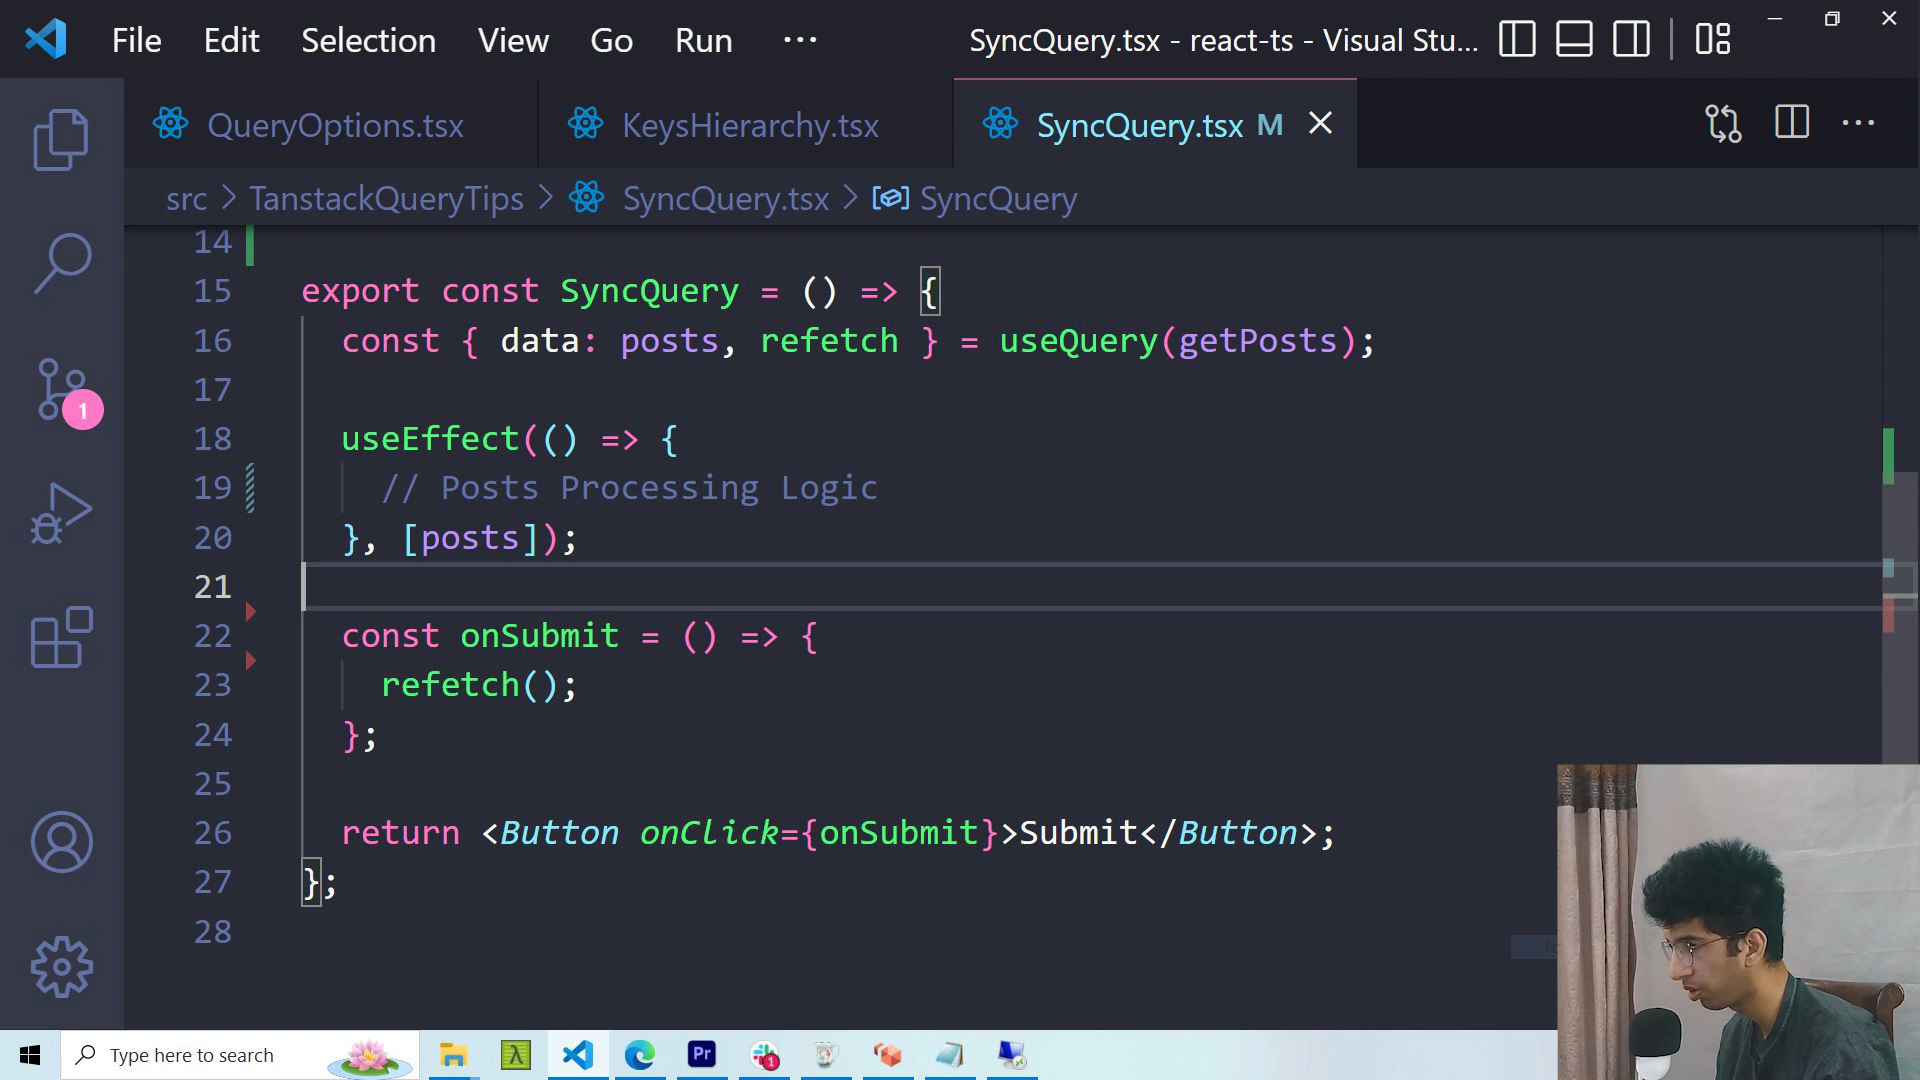 File Edit Selection View Go Run ···
SyncQuery.tsx - react-ts - Visual Stu...
QueryOptions.tsx
KeysHierarchy.tsx
SyncQuery.tsx M
src > TanstackQueryTips > SyncQuery.tsx > SyncQuery
14
15 export const SyncQuery = () => {
16 const { data: posts, refetch } = useQuery(getPosts);
17
18 useEffect(() => {
19 // Posts Processing Logic
20 }, [posts]);
21
22 const onSubmit = () => {
23 refetch();
24 };
25
26 return <Button onClick={onSubmit}>Submit</Button>;
27 };
28
1
Type here to search
λ
Pr
1